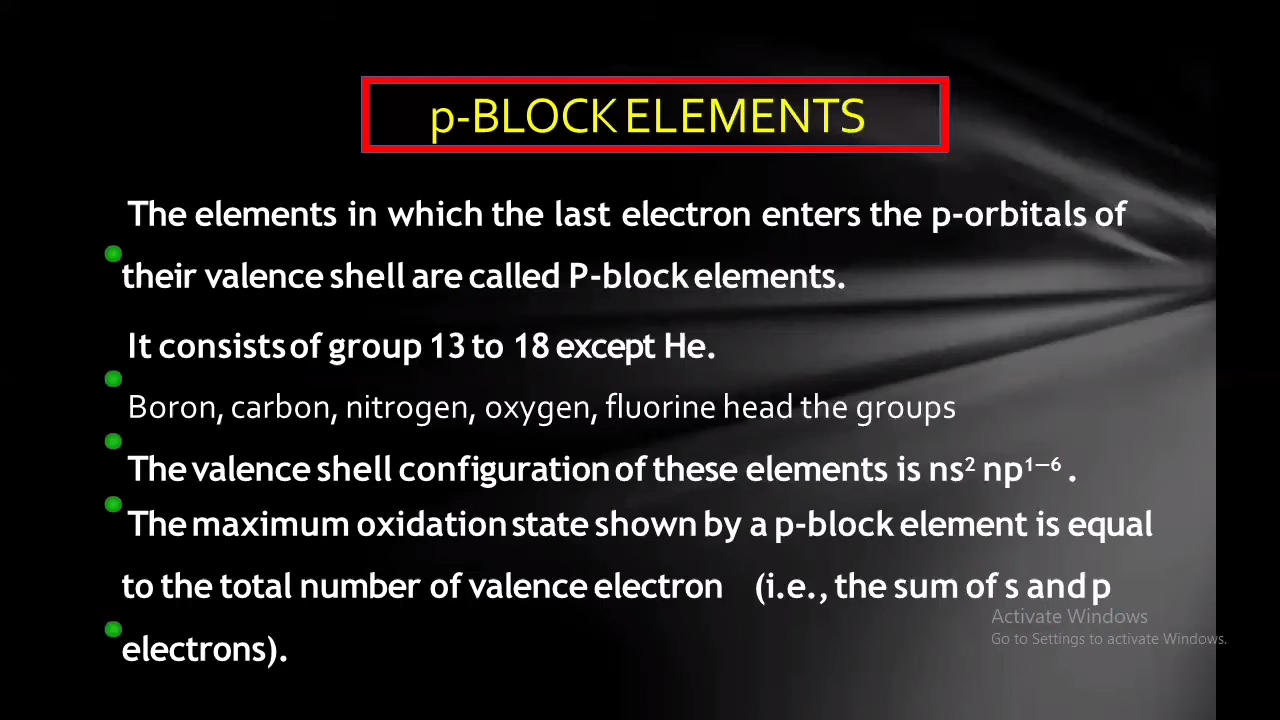 p-BLOCK ELEMENTS
The elements in which the last electron enters the p-orbitals of
their valence shell are called P-block elements.
It consists of group 13 to 18 except He.
Boron, carbon, nitrogen, oxygen, fluorine head the groups
The valence shell configuration of these elements is ns² np¹⁻⁶ .
The maximum oxidation state shown by a p-block element is equal
to the total number of valence electron (i.e., the sum of s and p
electrons).
Activate Windows
Go to Settings to activate Windows.